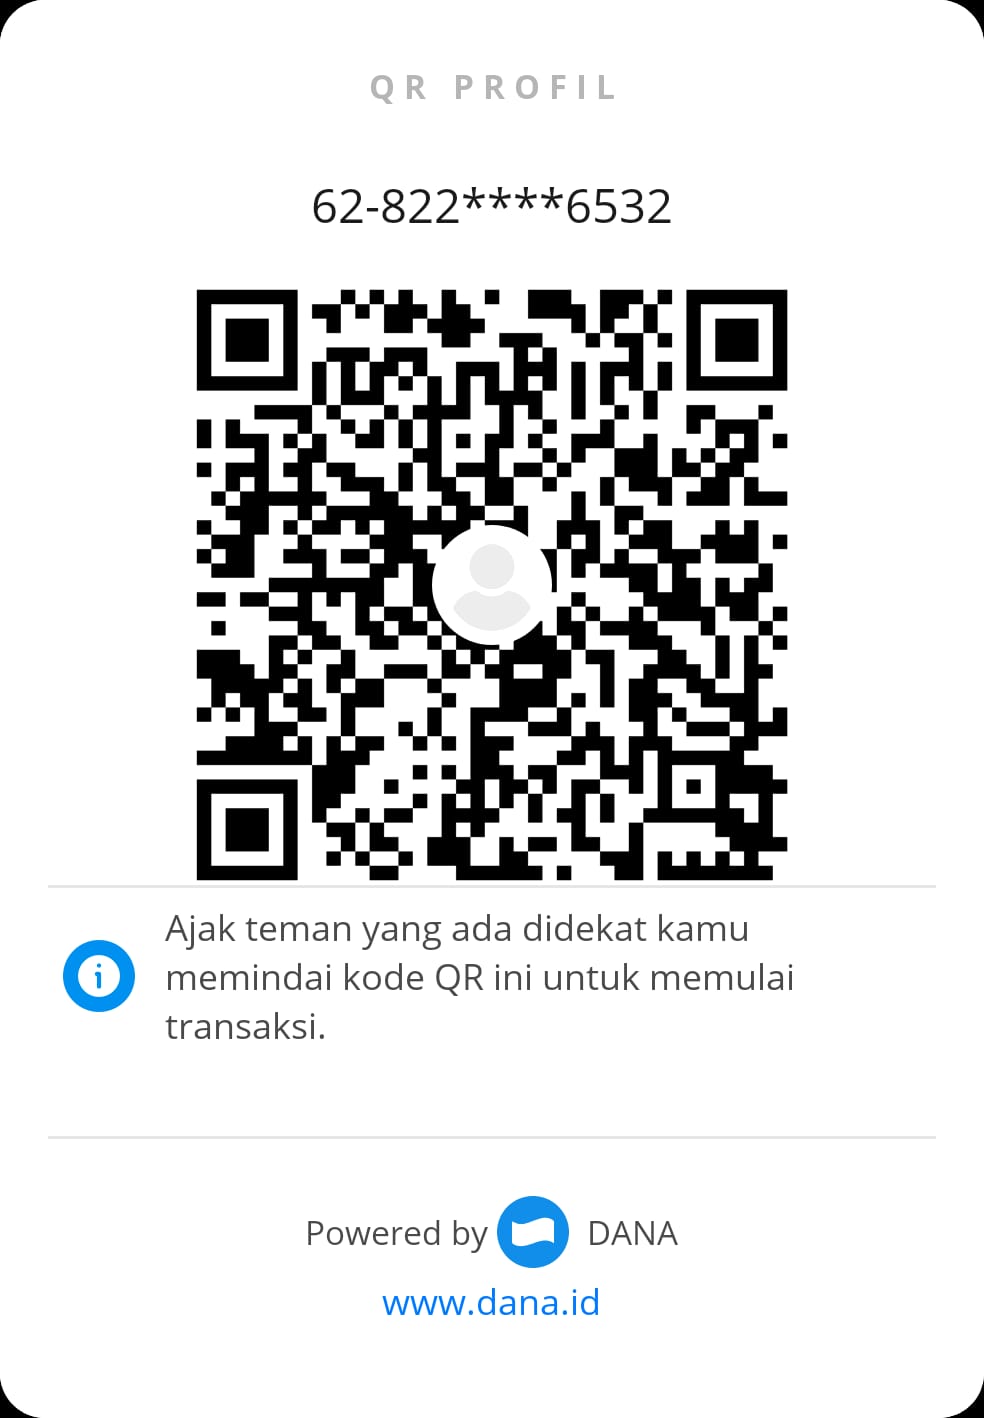 QR PROFIL
62-822****6532
Ajak teman yang ada didekat kamu
memindai kode QR ini untuk memulai
transaksi.
Powered by DANA
www.dana.id